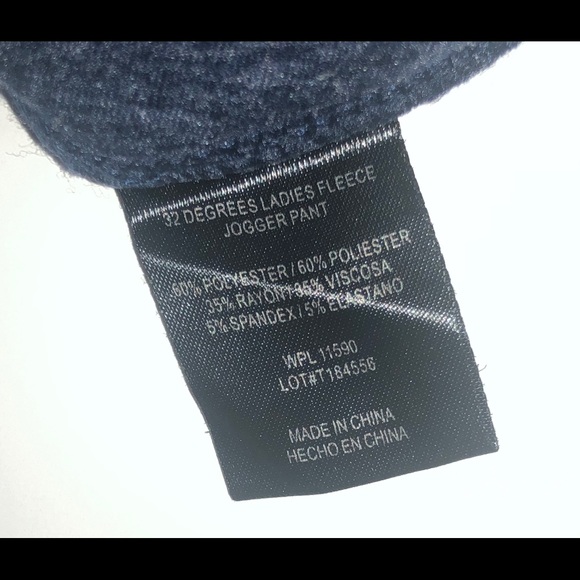 32 DEGREES LADIES FLEECE
JOGGER PANT
60% POLYESTER / 60% POLIESTER
35% RAYON / 35% VISCOSA
5% SPANDEX / 5% ELASTANO
WPL 11590
LOT#T184556
MADE IN CHINA
HECHO EN CHINA